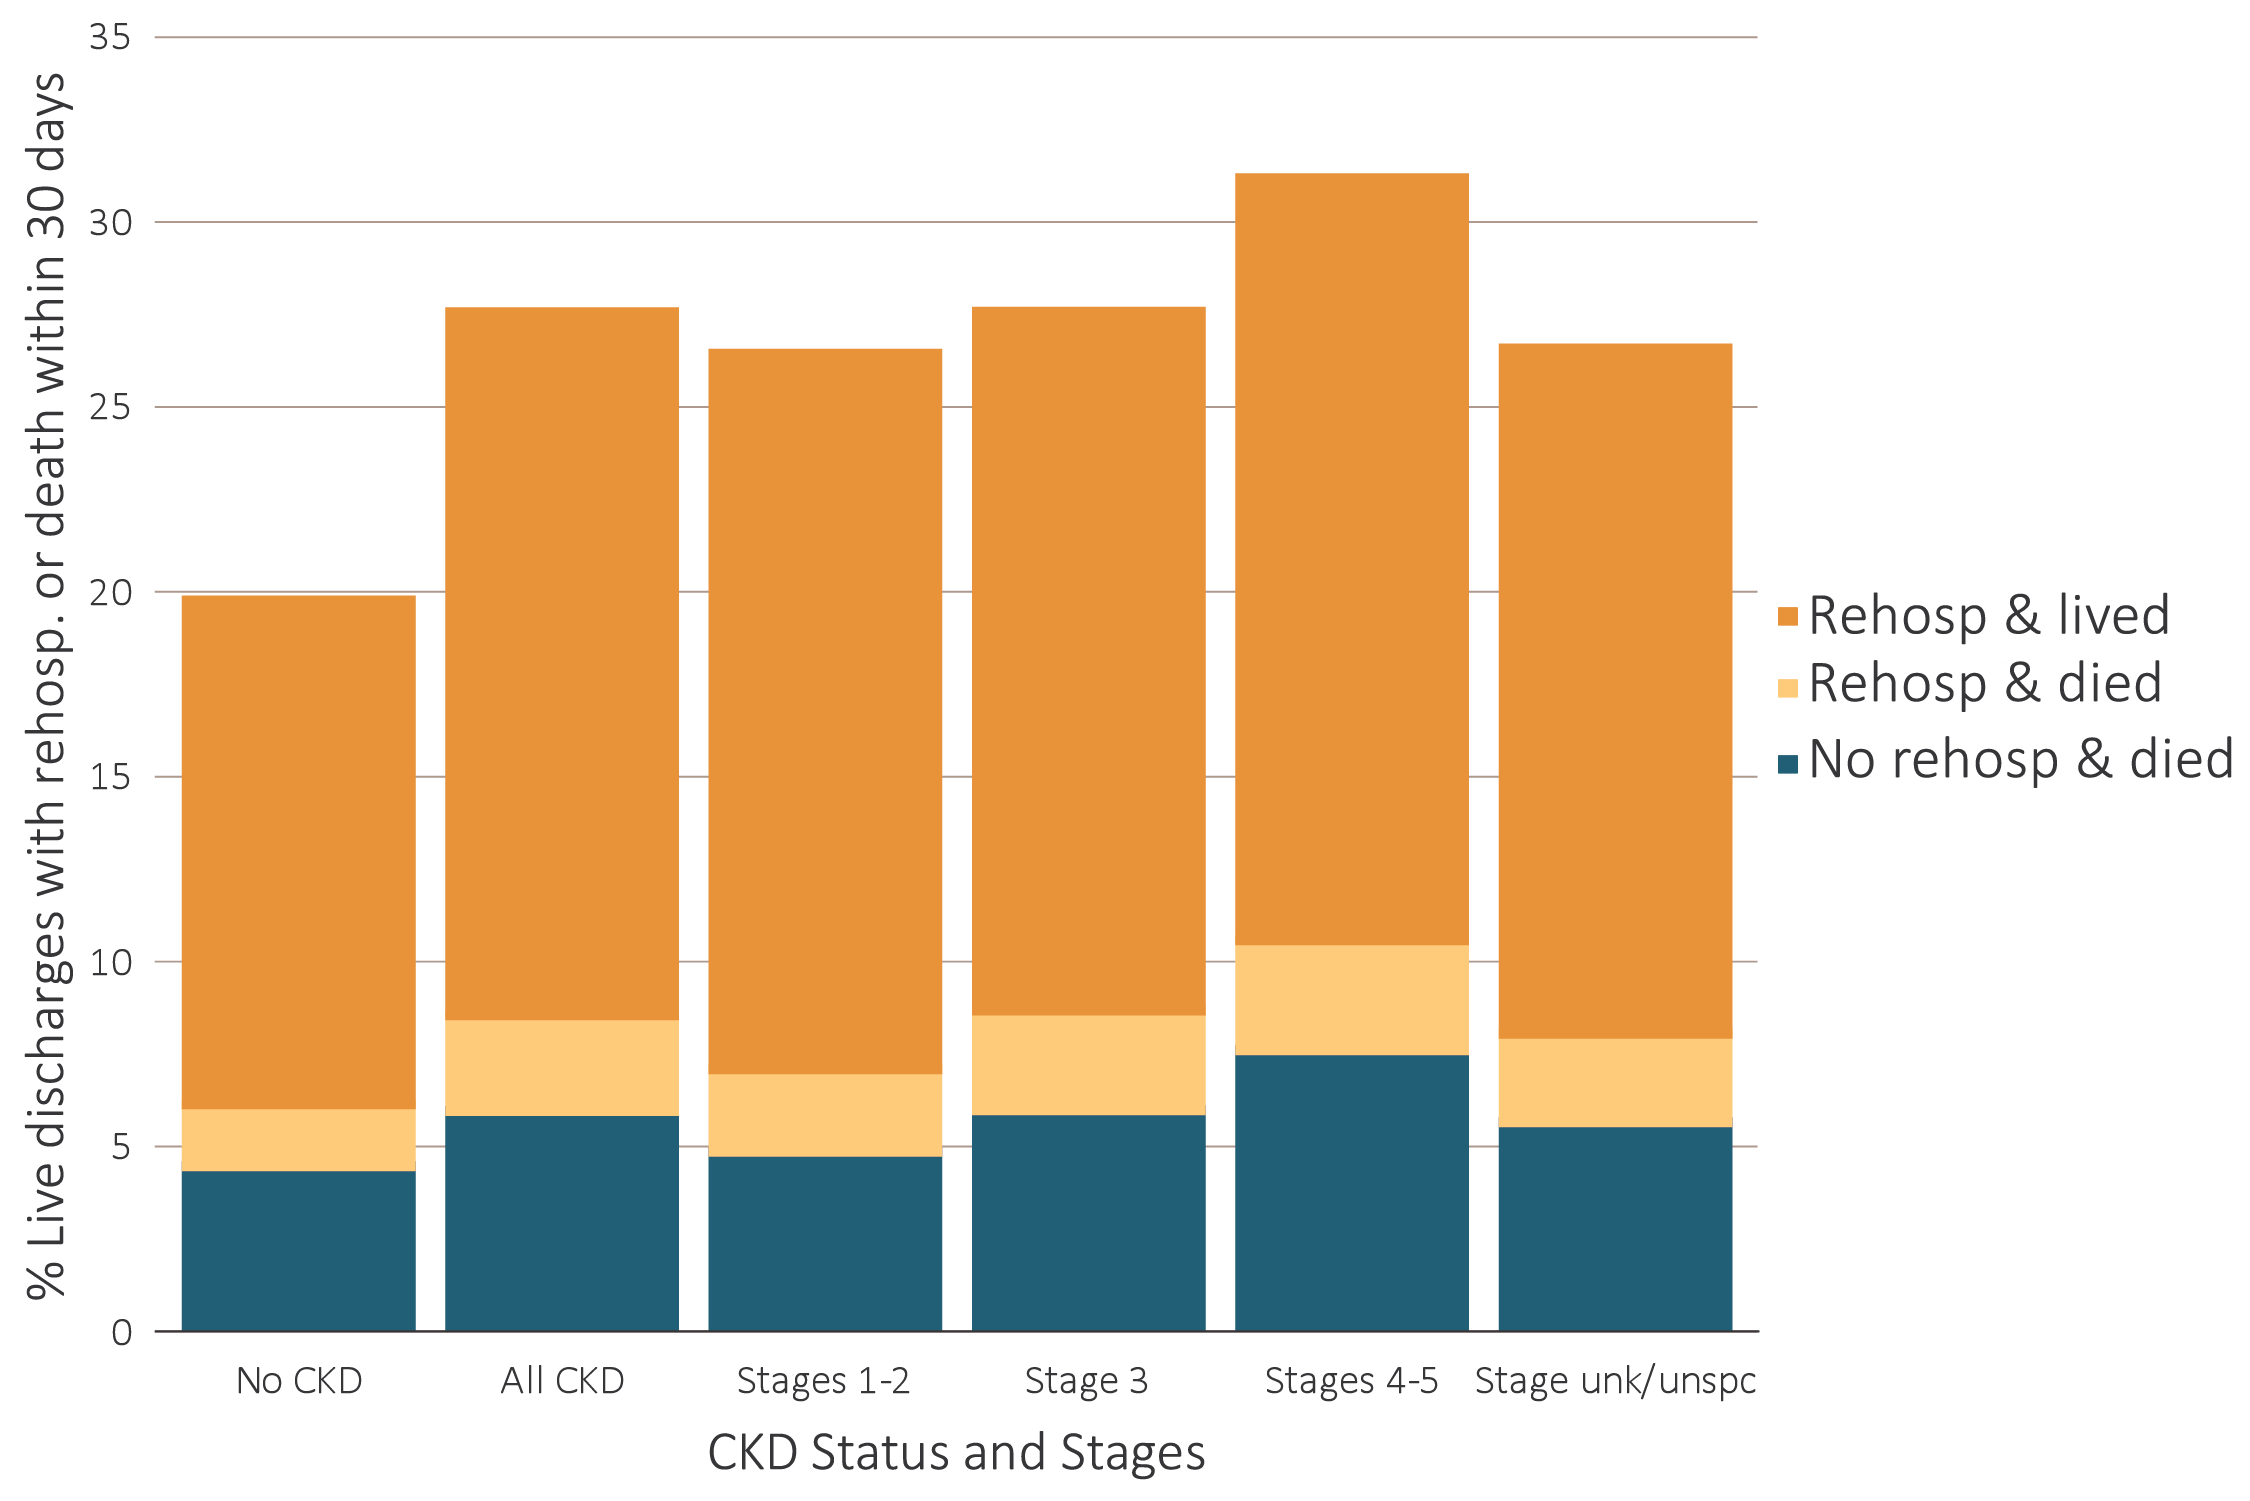 % Live discharges with rehosp. or death within 30 days
35
30
25
20
15
10
5
0
No CKD
All CKD
Stages 1-2
Stage 3
Stages 4-5
Stage unk/unspc
CKD Status and Stages
Rehosp & lived
Rehosp & died
No rehosp & died